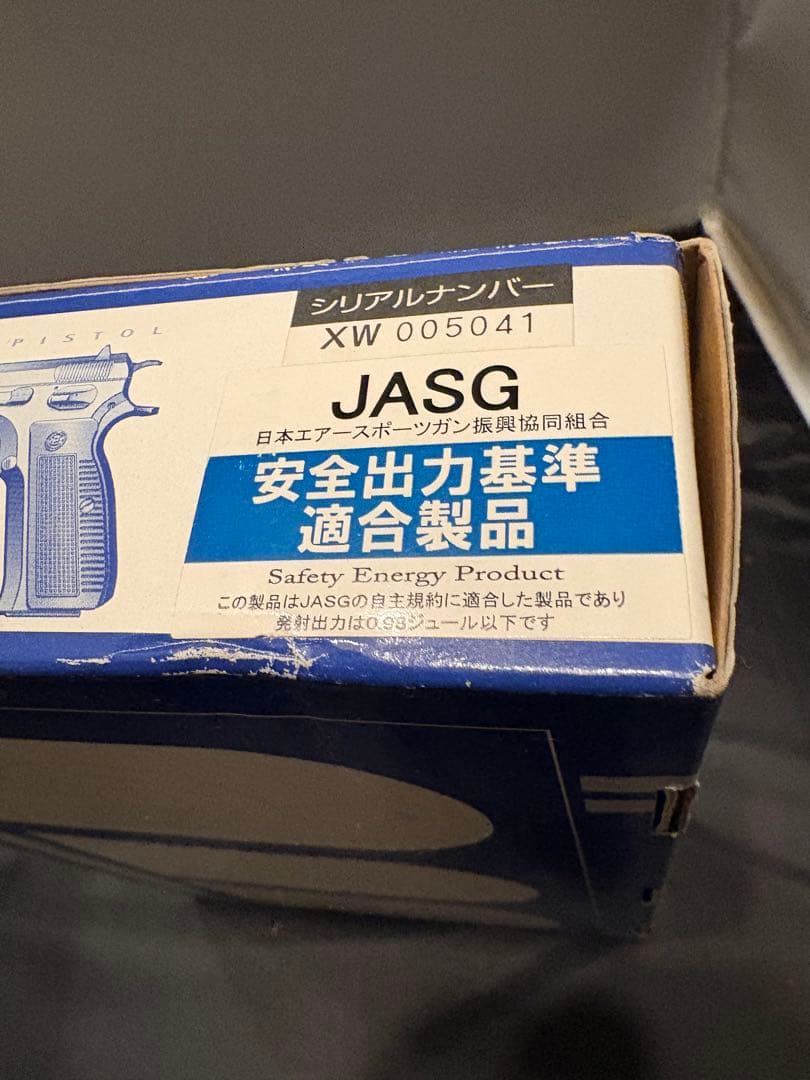 PISTOL
シリアルナンバー
XW 005041
JASG
日本エアースポーツガン振興協同組合
安全出力基準
適合製品
Safety Energy Product
この製品はJASGの自主規約に適合した製品であり
発射出力は0.98ジュール以下です